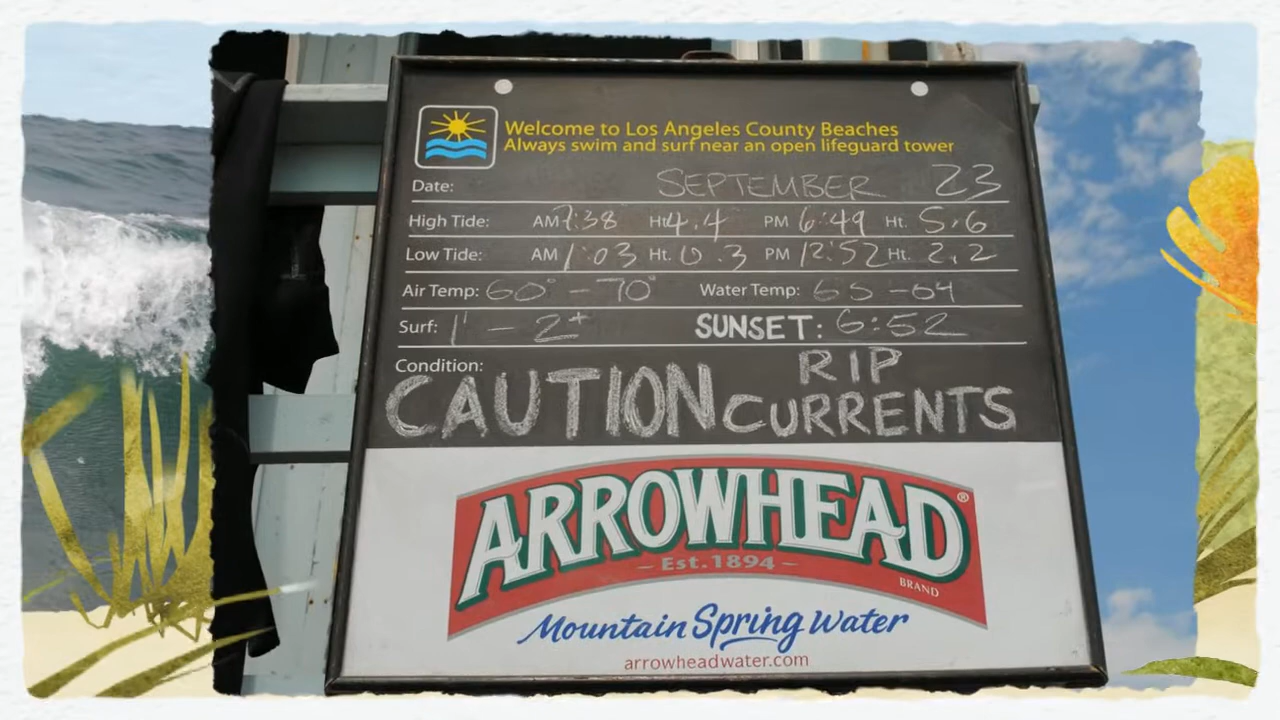 Welcome to Los Angeles County Beaches
Always swim and surf near an open lifeguard tower
Date: SEPTEMBER 23
High Tide: AM 7:38 Ht. 4.4 PM 6:49 Ht. 5.6
Low Tide: AM 1:03 Ht. 0.3 PM 12:52 Ht. 2.2
Air Temp: 60° - 70° Water Temp: 65 - 64
Surf: 1' - 2+ SUNSET: 6:52
Condition: RIP
CAUTION CURRENTS
ARROWHEAD®
- Est. 1894 -
BRAND
Mountain Spring Water
arrowheadwater.com